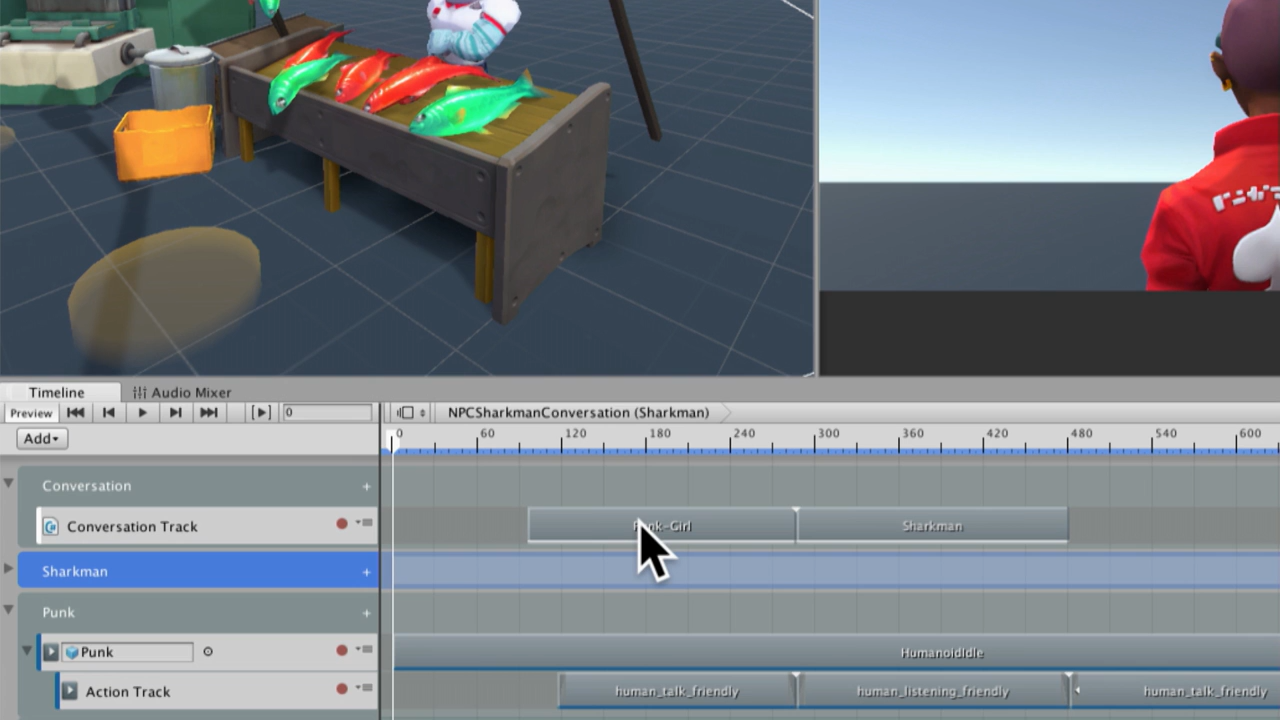 Timeline
Audio Mixer
Preview
0
NPCSharkmanConversation (Sharkman)
Add
0 60 120 180 240 300 360 420 480 540 600
Conversation
Conversation Track
Sharkman
Sharkman
Punk
Punk
HumanoidIdle
Action Track
human_talk_friendly
human_listening_friendly
human_talk_friendly